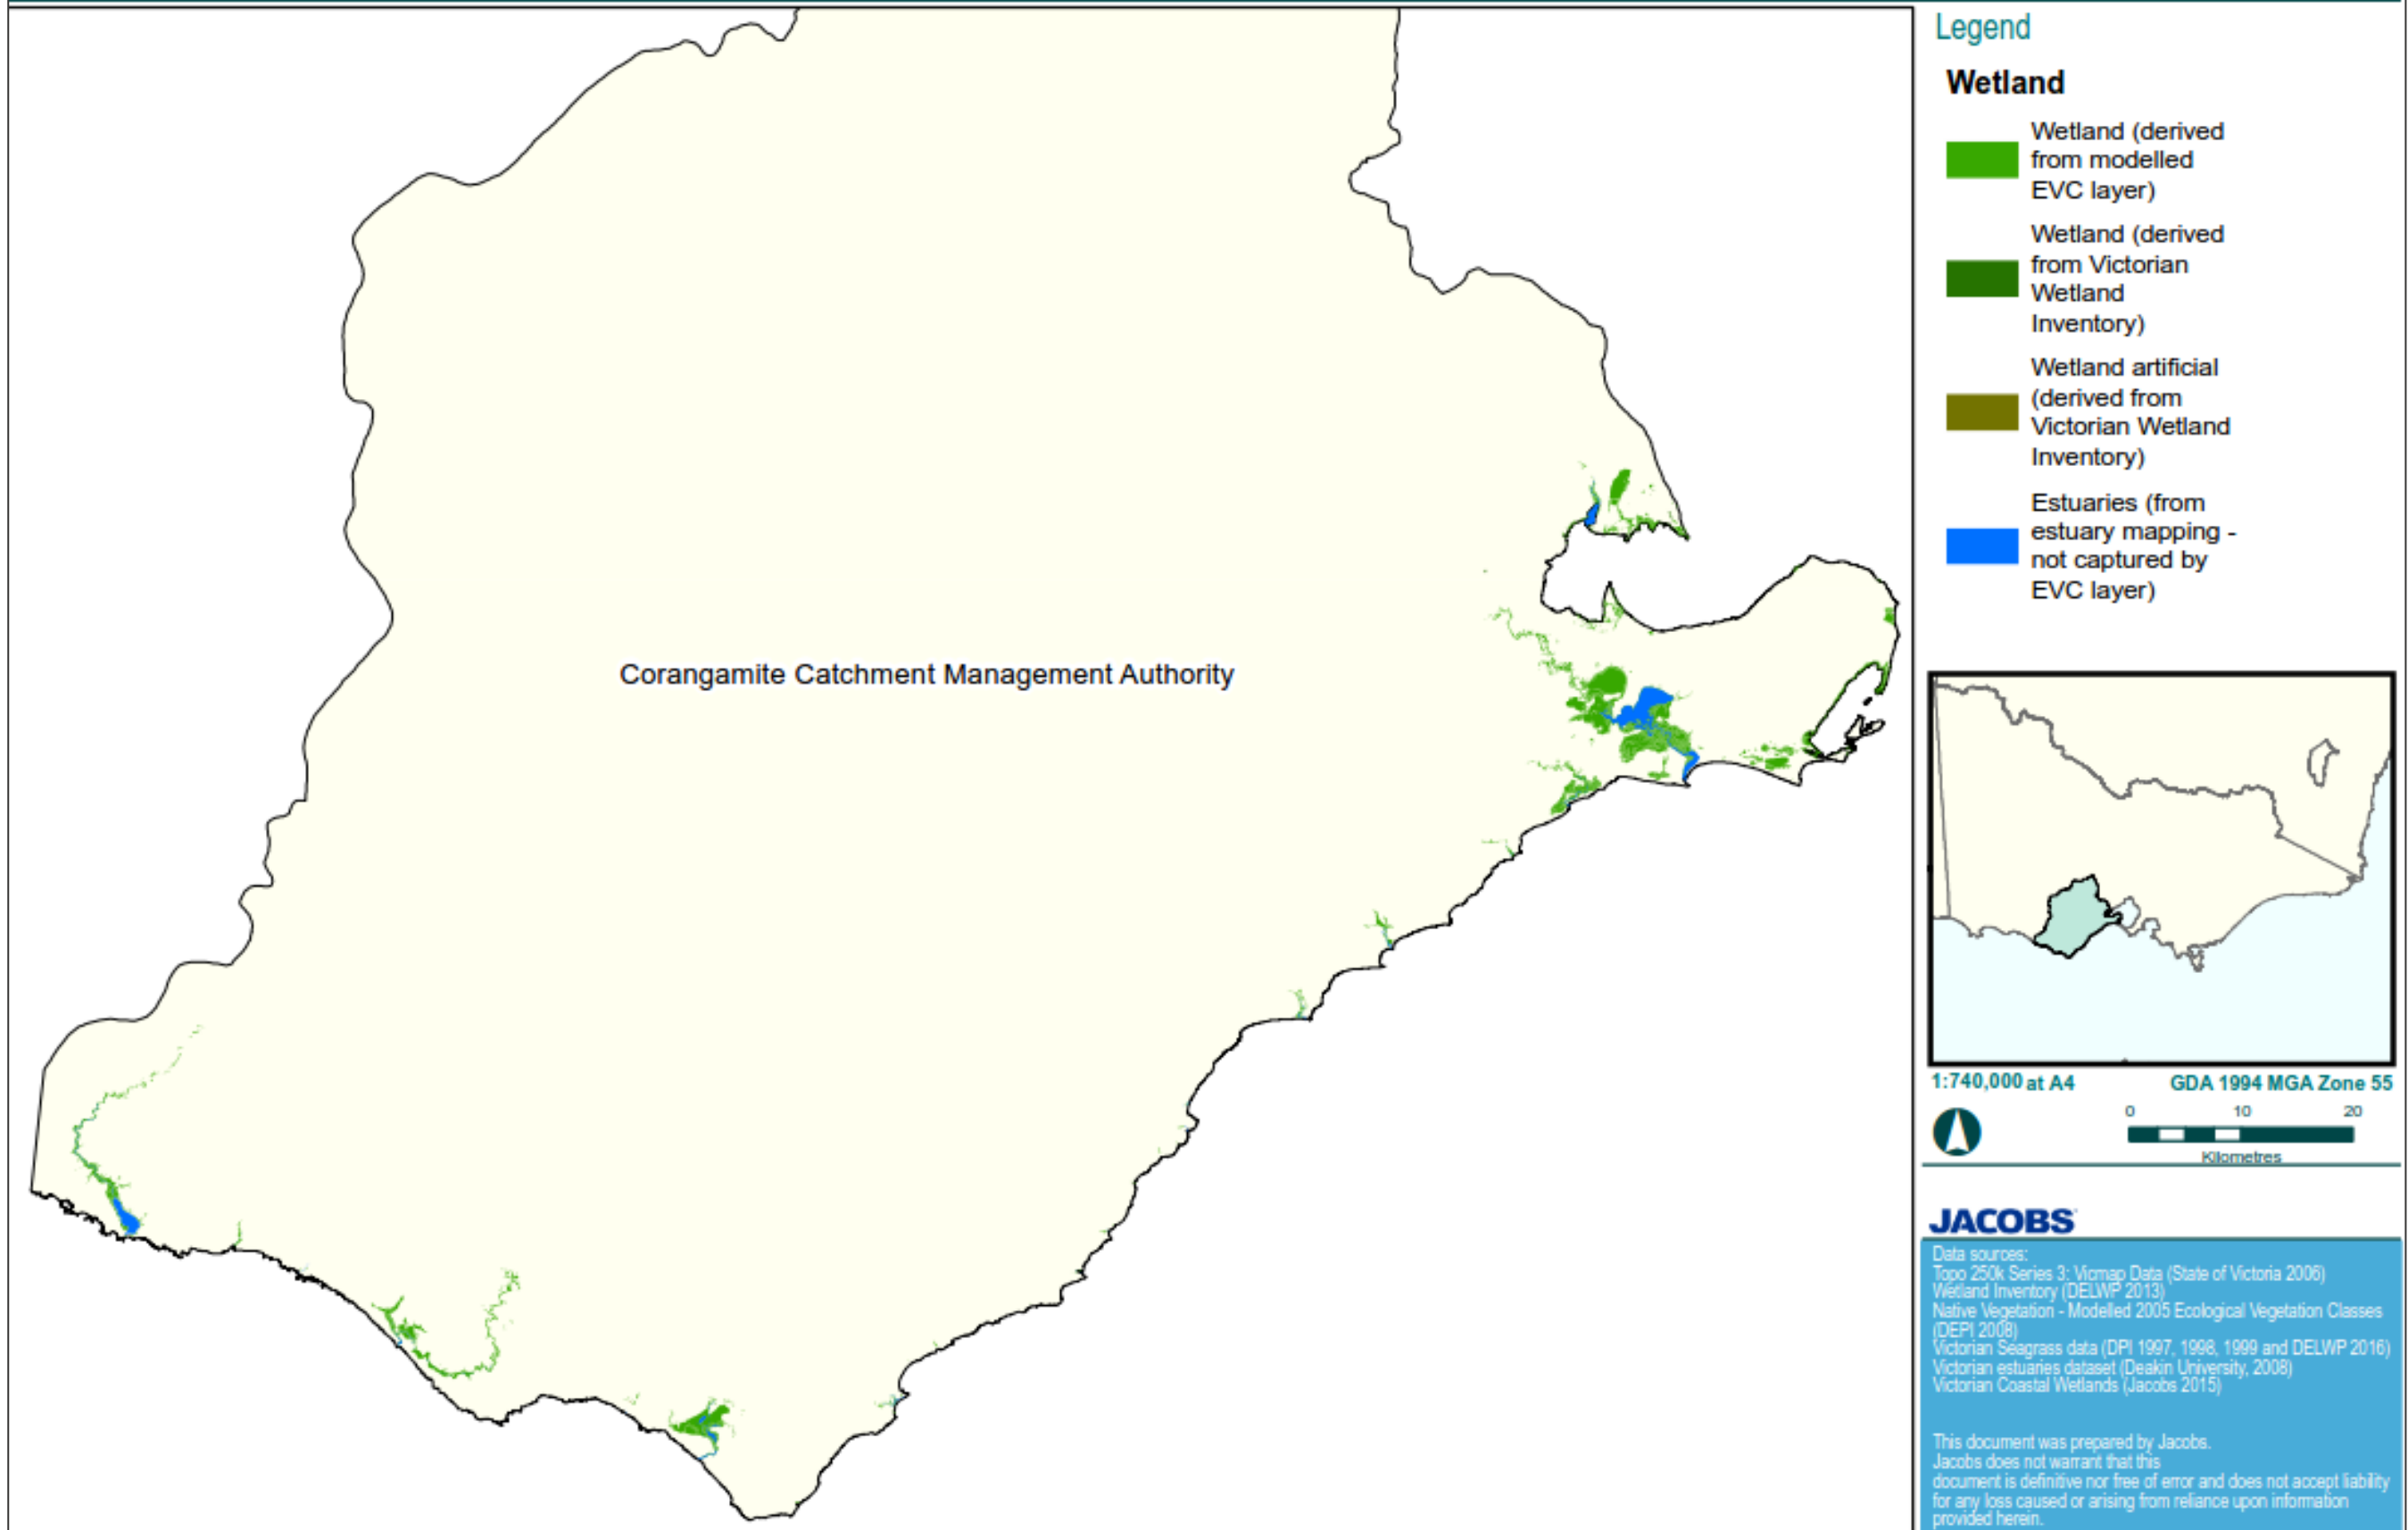 Legend
Wetland
Wetland (derived
from modelled
EVC layer)
Wetland (derived
from Victorian
Wetland
Inventory)
Wetland artificial
(derived from
Victorian Wetland
Inventory)
Estuaries (from
estuary mapping -
not captured by
EVC layer)
Corangamite Catchment Management Authority
1:740,000 at A4 GDA 1994 MGA Zone 55
0 10 20
Kilometres
JACOBS
Data sources:
Topo 250k Series 3: Vicmap Data (State of Victoria 2006)
Wetland Inventory (DELWP 2013)
Native Vegetation - Modelled 2005 Ecological Vegetation Classes
(DEPI 2008)
Victorian Seagrass data (DPI 1997, 1998, 1999 and DELWP 2016)
Victorian estuaries dataset (Deakin University, 2008)
Victorian Coastal Wetlands (Jacobs 2015)
This document was prepared by Jacobs.
Jacobs does not warrant that this
document is definitive nor free of error and does not accept liability
for any loss caused or arising from reliance upon information
provided herein.